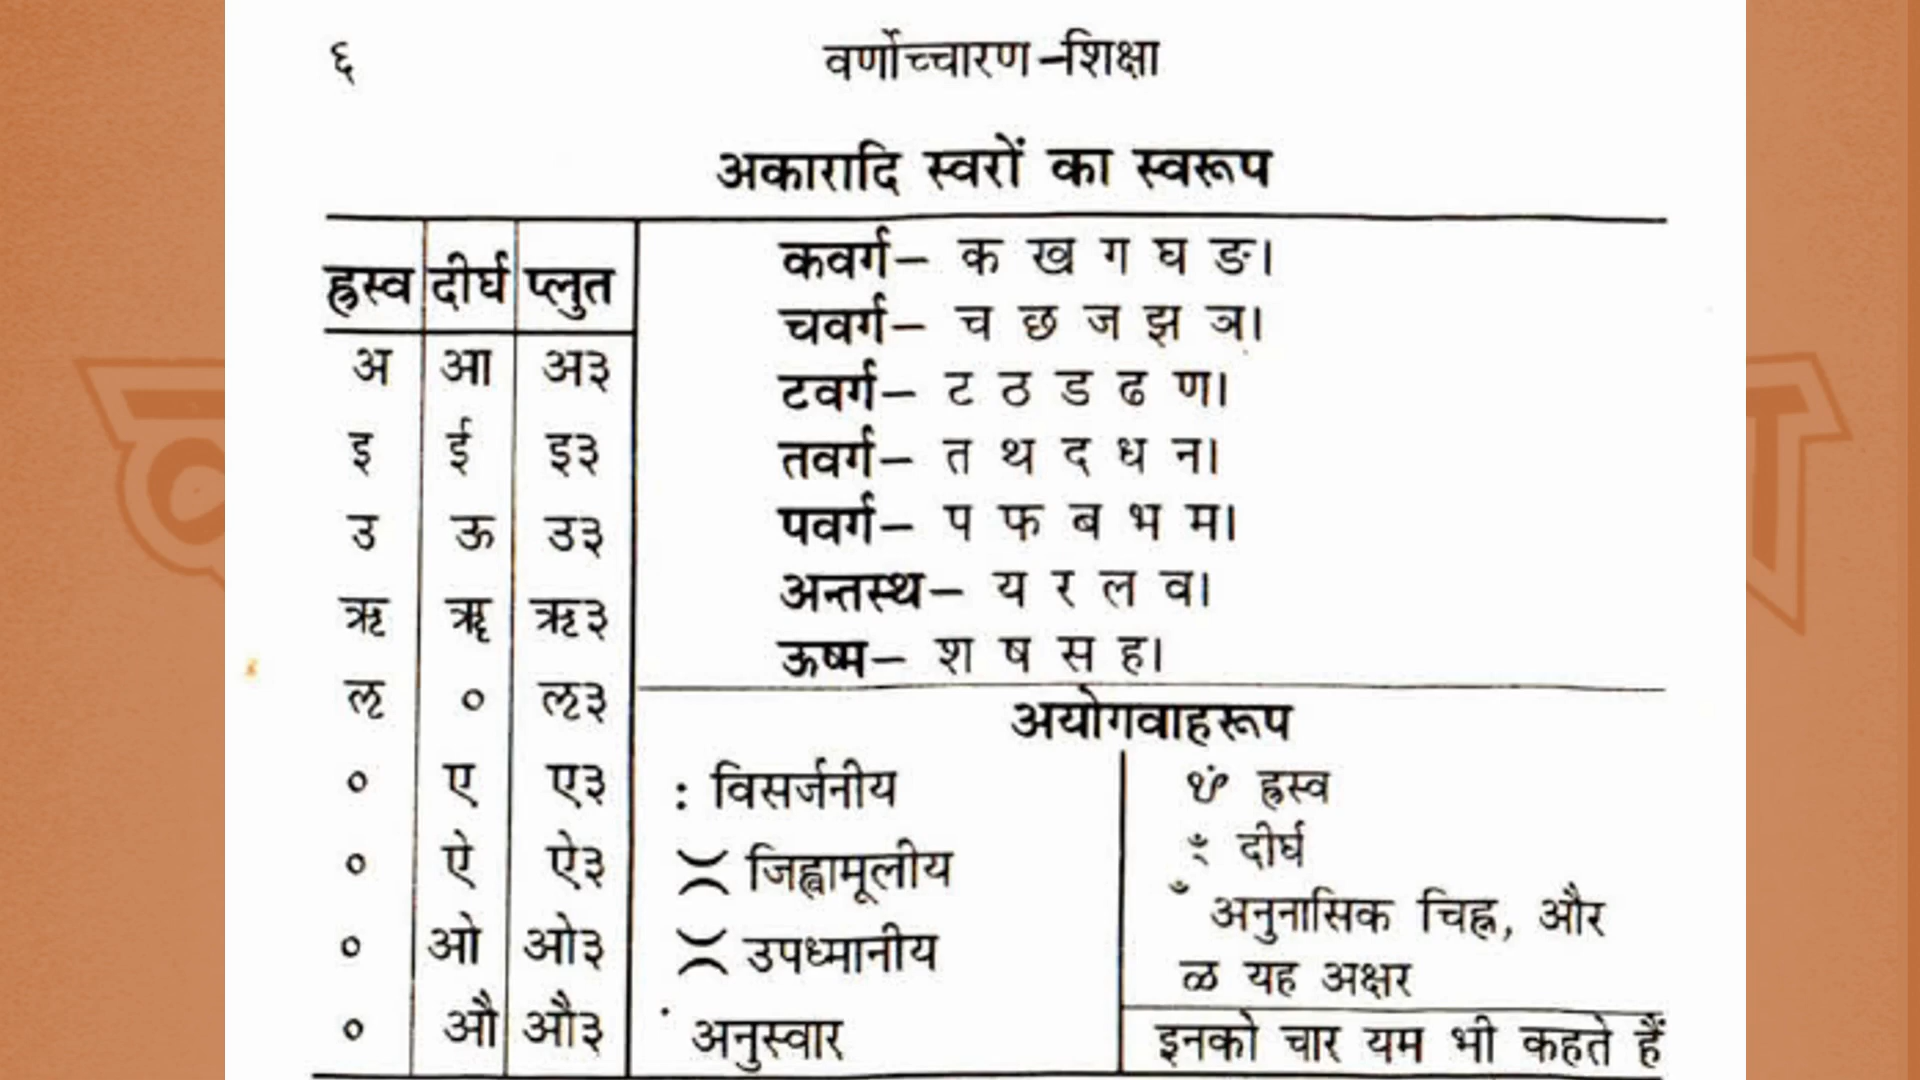 ६ वर्णोच्चारण-शिक्षा
अकारादि स्वरों का स्वरूप
ह्रस्व दीर्घ प्लुत
अ आ अ३
इ ई इ३
उ ऊ उ३
ऋ ॠ ऋ३
ऌ ० ऌ३
० ए ए३
० ऐ ऐ३
० ओ ओ३
० औ औ३
कवर्ग— क ख ग घ ङ।
चवर्ग— च छ ज झ ञ।
टवर्ग— ट ठ ड ढ ण।
तवर्ग— त थ द ध न।
पवर्ग— प फ ब भ म।
अन्तस्थ— य र ल व।
ऊष्म— श ष स ह।
अयोगवाहरूप
: विसर्जनीय
जिह्वामूलीय
उपध्मानीय
ं अनुस्वार
ह्रस्व
दीर्घ
ँ अनुनासिक चिह्न, और
ळ यह अक्षर
इनको चार यम भी कहते हैं